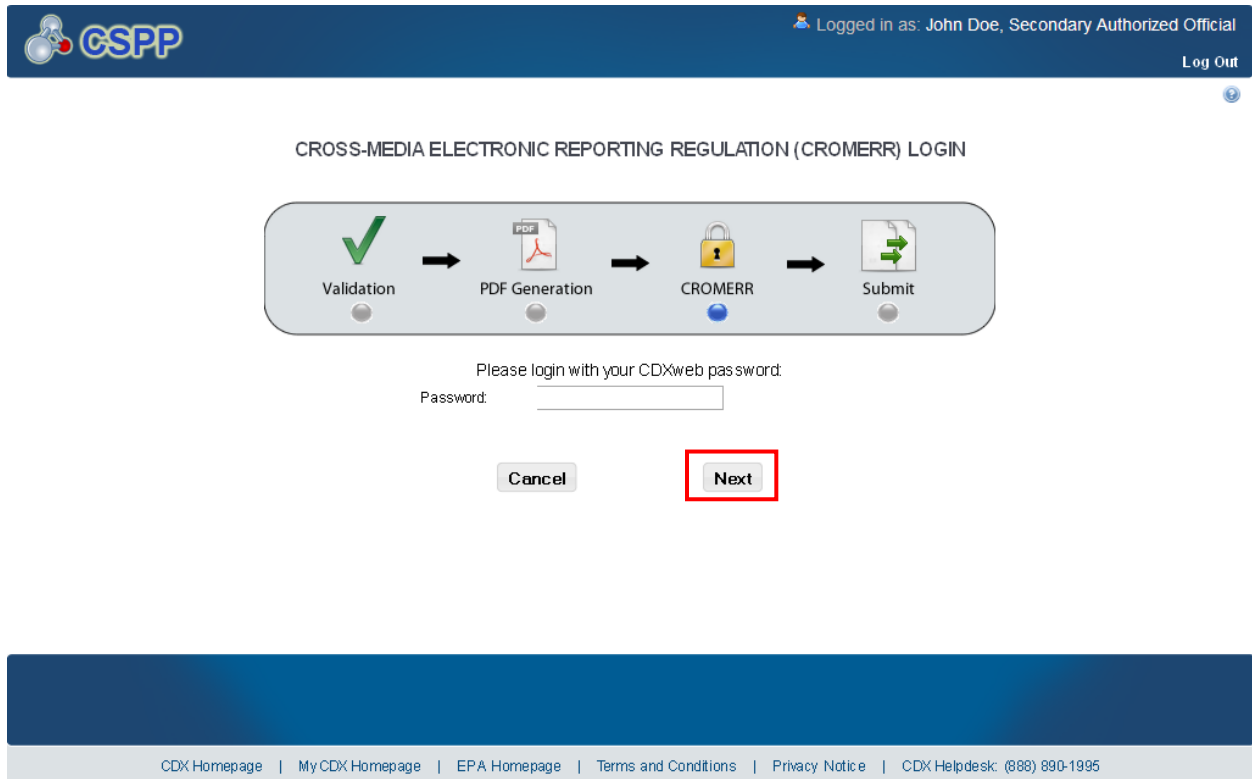 CSPP
Logged in as: John Doe, Secondary Authorized Official
Log Out
?
CROSS-MEDIA ELECTRONIC REPORTING REGULATION (CROMERR) LOGIN
PDF
Validation
PDF Generation
CROMERR
Submit
Please login with your CDXweb password:
Password:
Cancel
Next
CDX Homepage | MyCDX Homepage | EPA Homepage | Terms and Conditions | Privacy Notice | CDX Helpdesk: (888) 890-1995